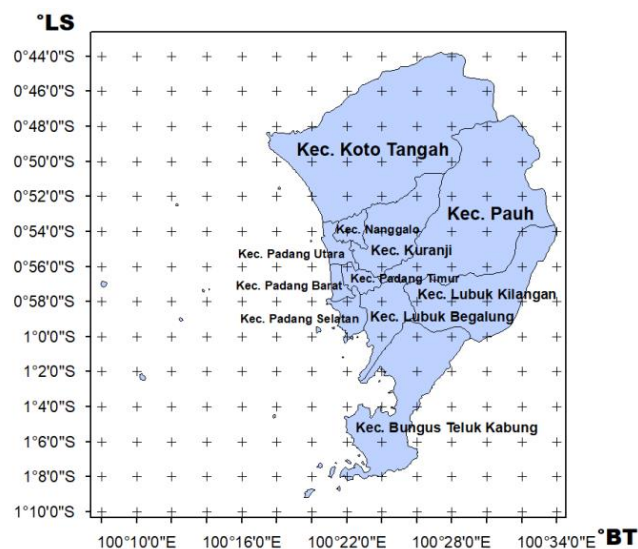 °LS
0°44'0"S
0°46'0"S
0°48'0"S
Kec. Koto Tangah
0°50'0"S
0°52'0"S
Kec. Pauh
0°54'0"S
Kec. Nanggalo
Kec. Kuranji
Kec. Padang Utara
0°56'0"S
Kec. Padang Timur
Kec. Padang Barat
Kec. Lubuk Kilangan
0°58'0"S
Kec. Padang Selatan
Kec. Lubuk Begalung
1°0'0"S
1°2'0"S
1°4'0"S
Kec. Bungus Teluk Kabung
1°6'0"S
1°8'0"S
1°10'0"S
100°10'0"E 100°16'0"E 100°22'0"E 100°28'0"E 100°34'0"E °BT